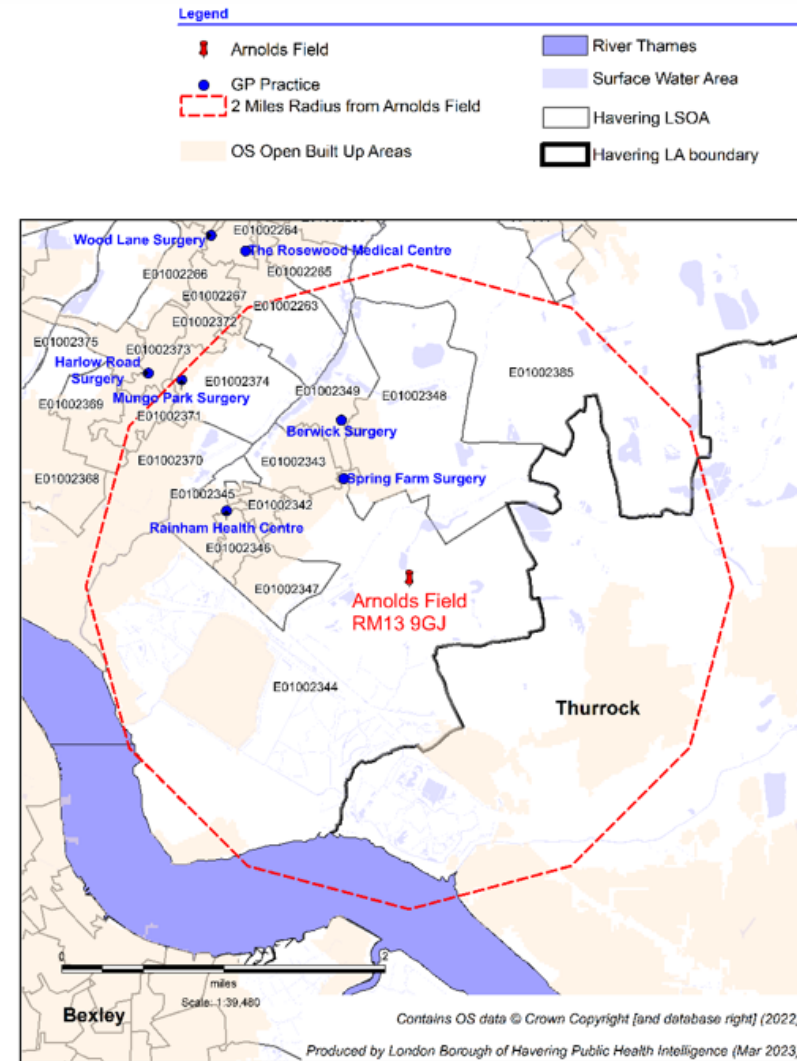 Legend
Arnolds Field
GP Practice
2 Miles Radius from Arnolds Field
OS Open Built Up Areas
River Thames
Surface Water Area
Havering LSOA
Havering LA boundary
E01002264
Wood Lane Surgery
The Rosewood Medical Centre
E01002266
E01002265
E01002267
E01002263
E01002372
E01002375
E01002373
Harlow Road
Surgery
E01002374
E01002385
Mungo Park Surgery
E01002349
E01002348
E01002369
E01002371
Berwick Surgery
E01002370
E01002343
E01002368
Spring Farm Surgery
E01002345
E01002342
Rainham Health Centre
E01002346
E01002347
Arnolds Field
RM13 9GJ
E01002344
Thurrock
0
2
miles
Scale: 1:39,480
Bexley
Contains OS data © Crown Copyright [and database right] (2022)
Produced by London Borough of Havering Public Health Intelligence (Mar 2023)